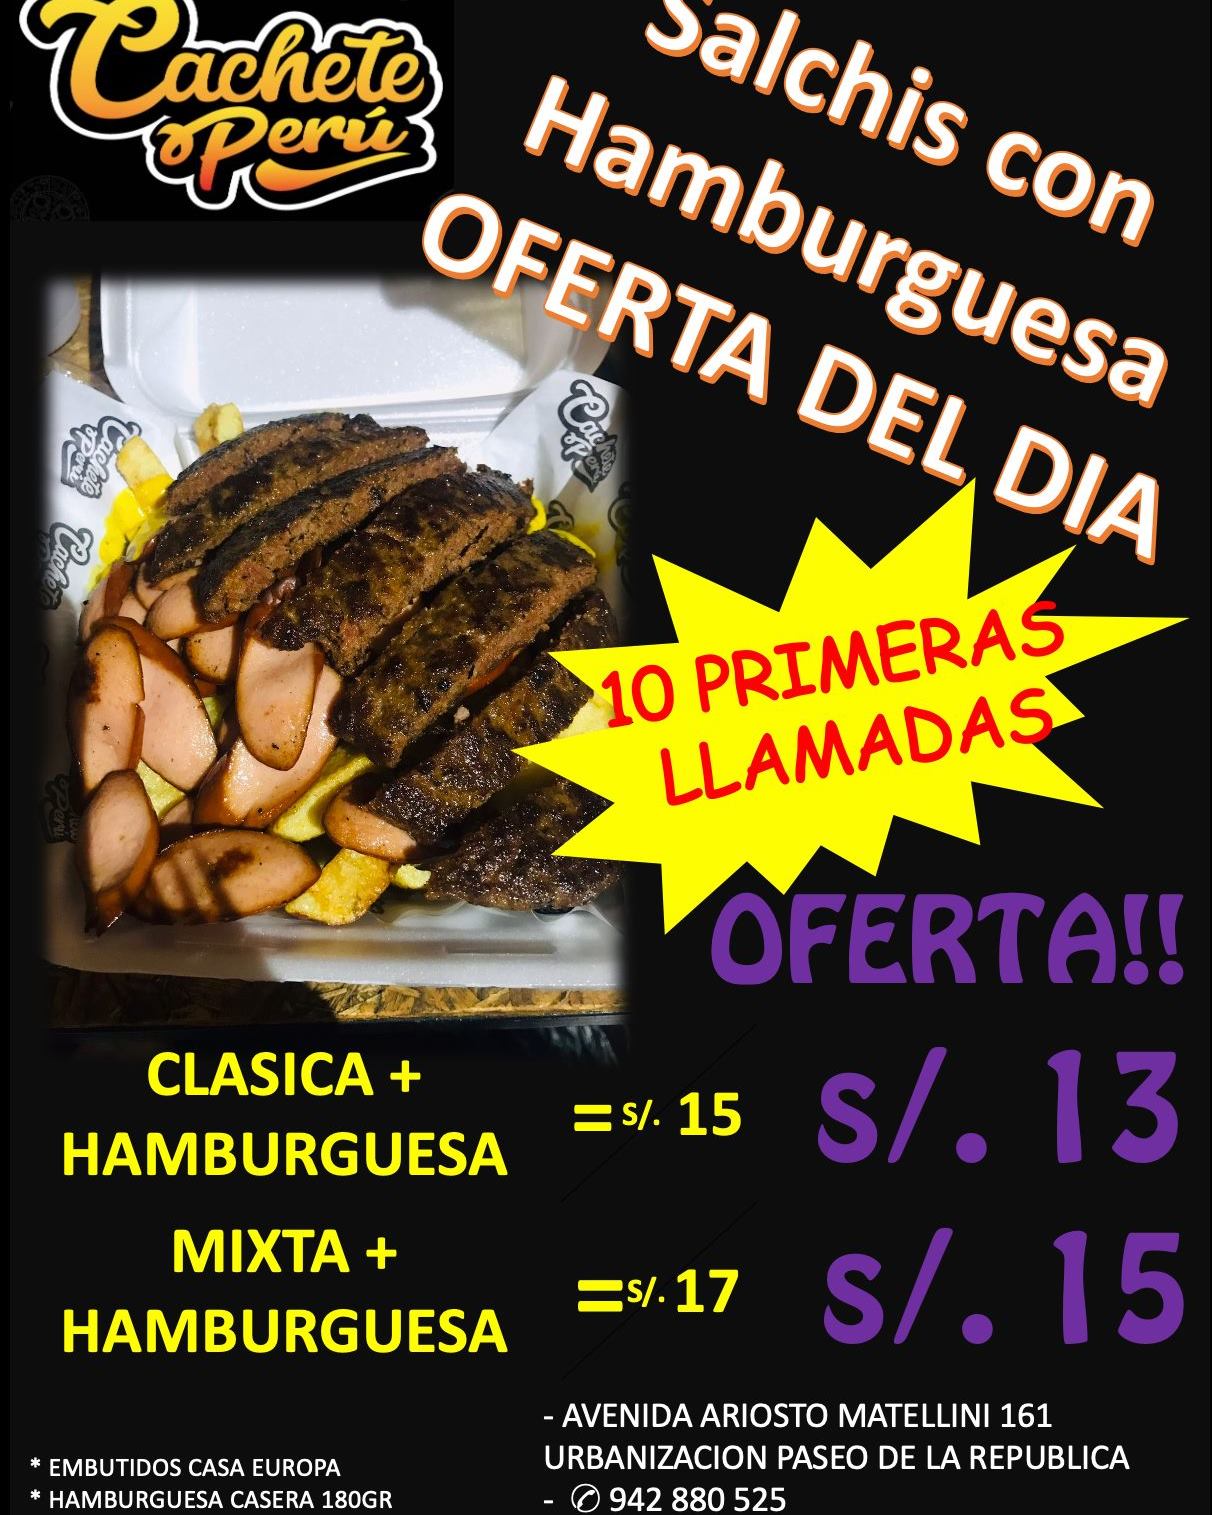 Cachete
Perú
Salchis con
Hamburguesa
OFERTA DEL DIA
Cachete
Perú
10 PRIMERAS
LLAMADAS
OFERTA!!
CLASICA +
HAMBURGUESA
= s/. 15
s/. 13
MIXTA +
HAMBURGUESA
= s/. 17
s/. 15
* EMBUTIDOS CASA EUROPA
* HAMBURGUESA CASERA 180GR
- AVENIDA ARIOSTO MATELLINI 161
URBANIZACION PASEO DE LA REPUBLICA
- ✆ 942 880 525